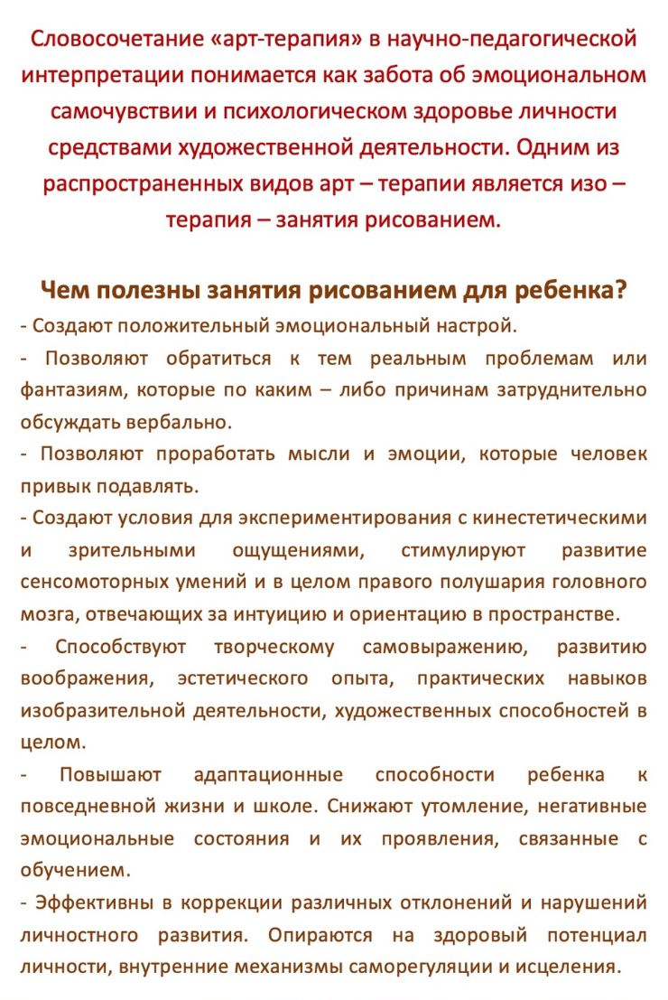 Словосочетание «арт-терапия» в научно-педагогической
интерпретации понимается как забота об эмоциональном
самочувствии и психологическом здоровье личности
средствами художественной деятельности. Одним из
распространенных видов арт – терапии является изо –
терапия – занятия рисованием.
Чем полезны занятия рисованием для ребенка?
- Создают положительный эмоциональный настрой.
- Позволяют обратиться к тем реальным проблемам или
фантазиям, которые по каким – либо причинам затруднительно
обсуждать вербально.
- Позволяют проработать мысли и эмоции, которые человек
привык подавлять.
- Создают условия для экспериментирования с кинестетическими
и зрительными ощущениями, стимулируют развитие
сенсомоторных умений и в целом правого полушария головного
мозга, отвечающих за интуицию и ориентацию в пространстве.
- Способствуют творческому самовыражению, развитию
воображения, эстетического опыта, практических навыков
изобразительной деятельности, художественных способностей в
целом.
- Повышают адаптационные способности ребенка к
повседневной жизни и школе. Снижают утомление, негативные
эмоциональные состояния и их проявления, связанные с
обучением.
- Эффективны в коррекции различных отклонений и нарушений
личностного развития. Опираются на здоровый потенциал
личности, внутренние механизмы саморегуляции и исцеления.